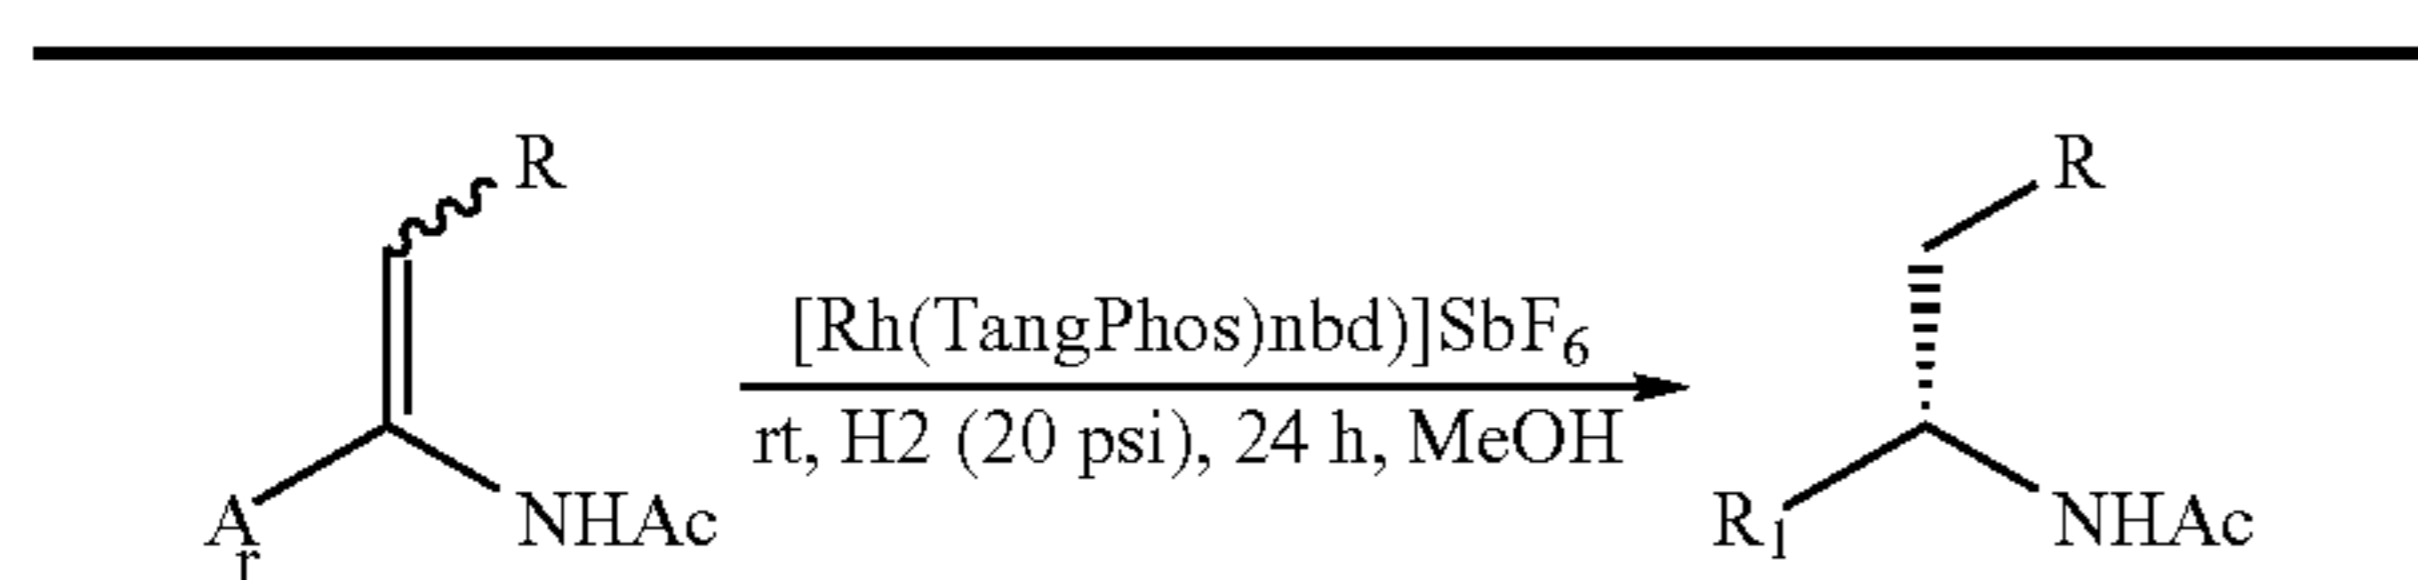 R
R
[Rh(TangPhos)nbd)]SbF6
rt, H2 (20 psi), 24 h, MeOH
Ar
NHAc
R1
NHAc